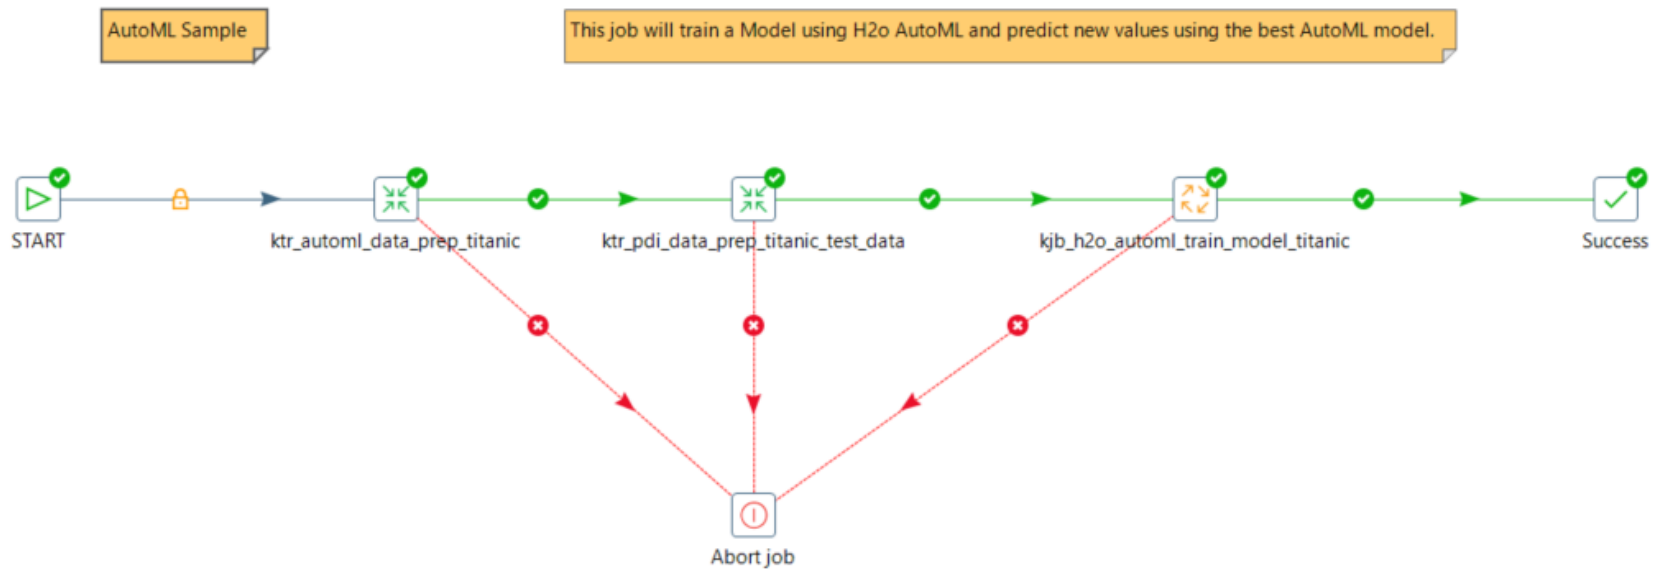 AutoML Sample
This job will train a Model using H2o AutoML and predict new values using the best AutoML model.
START
ktr_automl_data_prep_titanic
ktr_pdi_data_prep_titanic_test_data
kjb_h2o_automl_train_model_titanic
Success
Abort job